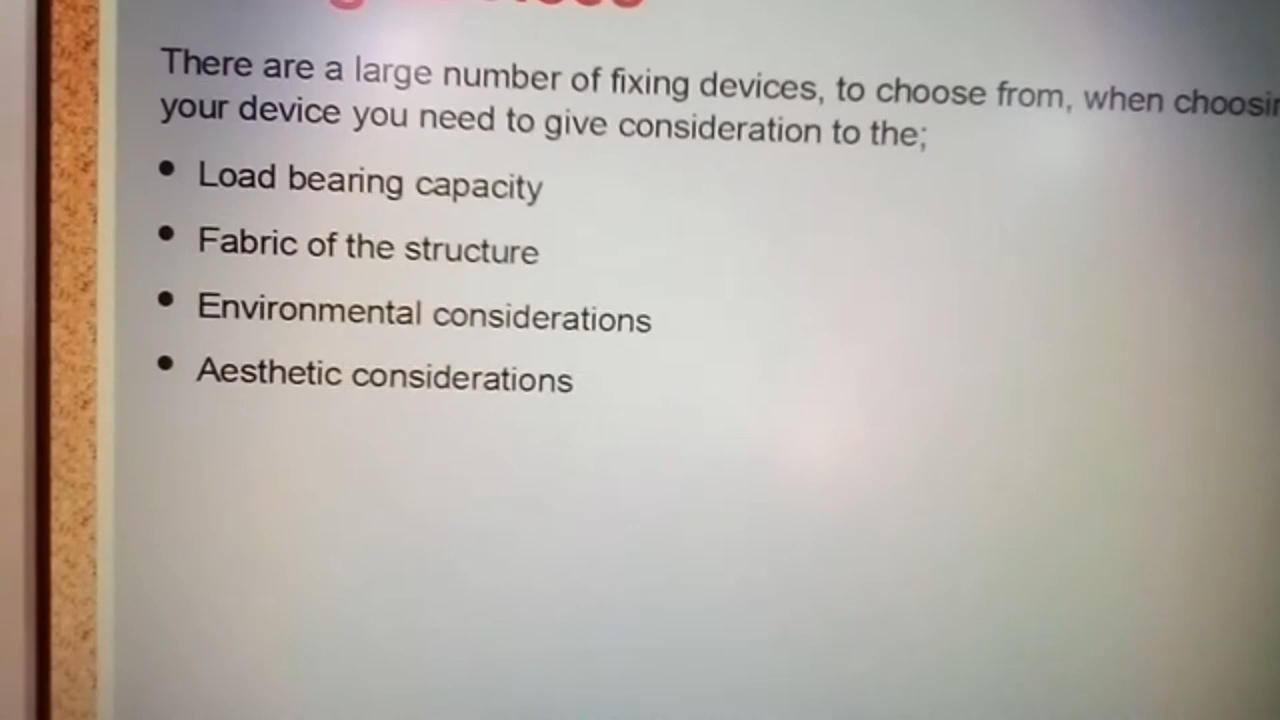 There are a large number of fixing devices, to choose from, when
your device you need to give consideration to the;
• Load bearing capacity
• Fabric of the structure
• Environmental considerations
• Aesthetic considerations